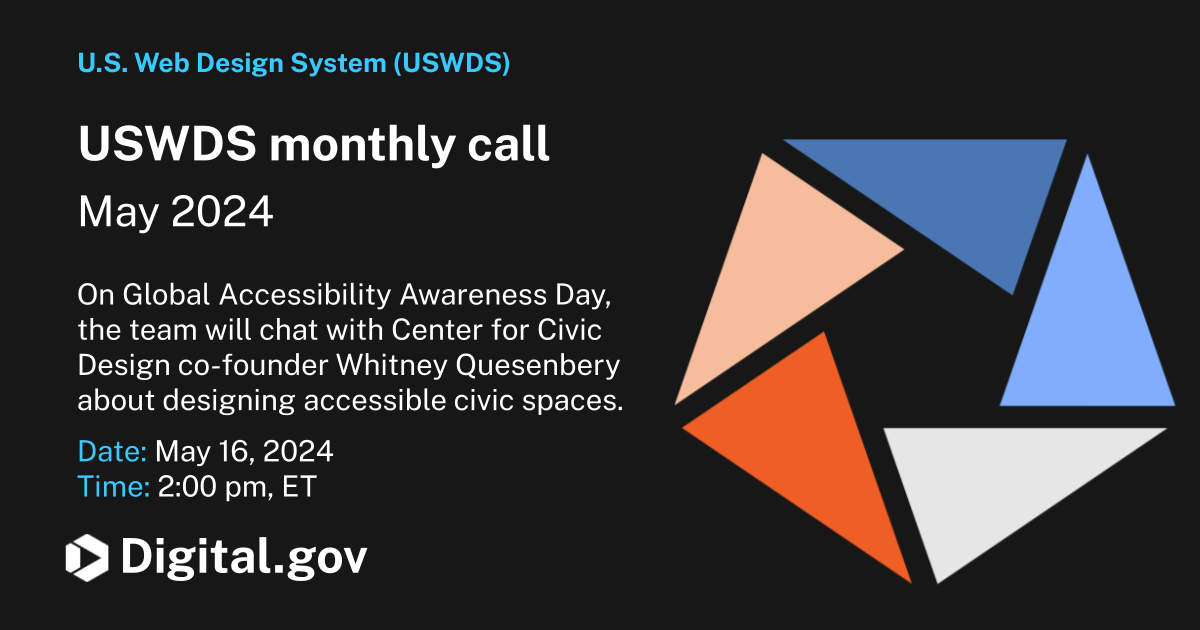 U.S. Web Design System (USWDS)
USWDS monthly call
May 2024
On Global Accessibility Awareness Day,
the team will chat with Center for Civic
Design co-founder Whitney Quesenbery
about designing accessible civic spaces.
Date: May 16, 2024
Time: 2:00 pm, ET
Digital.gov